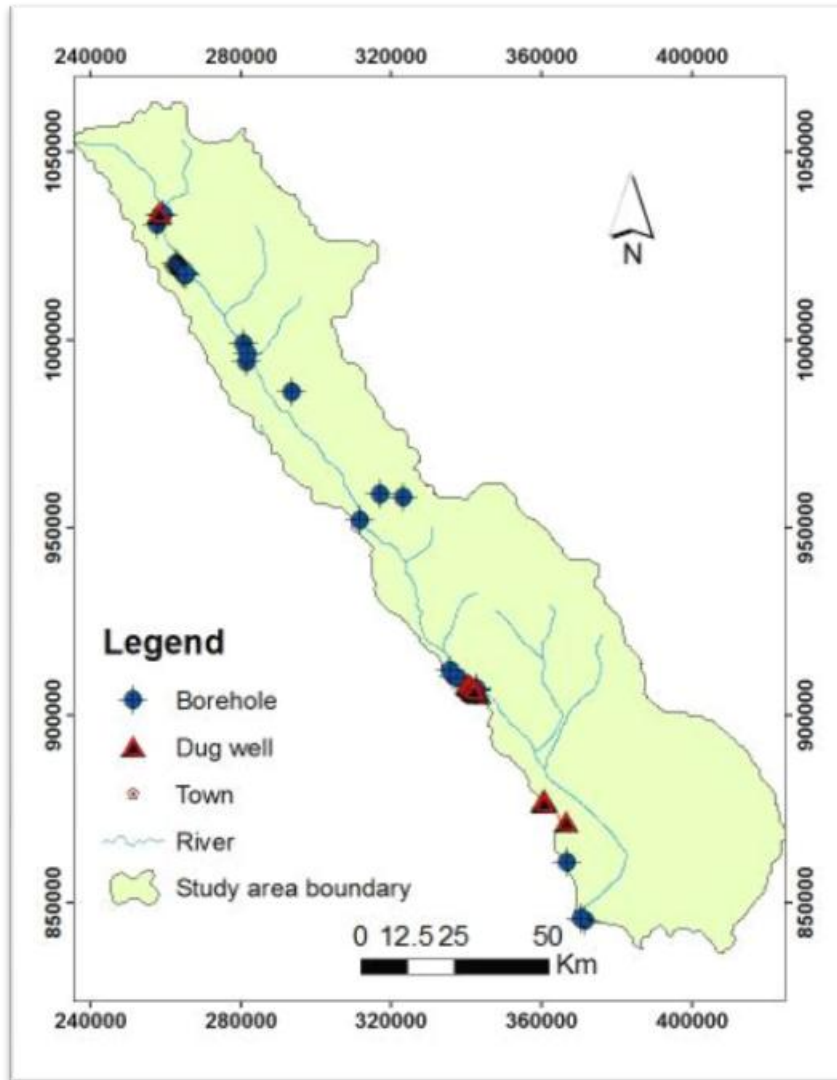 240000 280000 320000 360000 400000
1050000 1050000
N
1000000 1000000
950000 950000
Legend
Borehole
900000 900000
Dug well
Town
River
Study area boundary
850000 850000
0 12.5 25 50
Km
240000 280000 320000 360000 400000